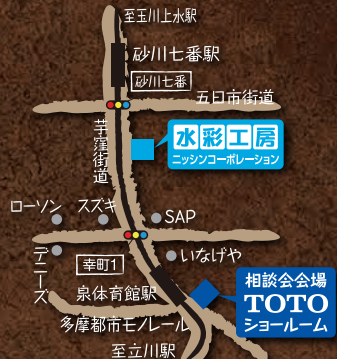 至玉川上水駅
砂川七番駅
砂川七番
五日市街道
芋窪街道
水彩工房
ニッシンコーポレーション
ローソン
スズキ
SAP
デニーズ
幸町1
いなげや
泉体育館駅
相談会会場
TOTO
ショールーム
多摩都市モノレール
至立川駅